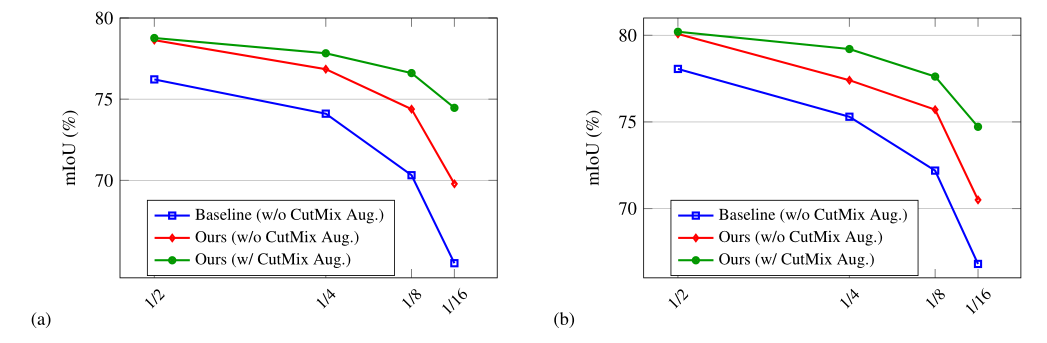 80
75
70
mIoU (%)
Baseline (w/o CutMix Aug.)
Ours (w/o CutMix Aug.)
Ours (w/ CutMix Aug.)
1/2
1/4
1/8
1/16
(a)
80
75
70
mIoU (%)
Baseline (w/o CutMix Aug.)
Ours (w/o CutMix Aug.)
Ours (w/ CutMix Aug.)
1/2
1/4
1/8
1/16
(b)